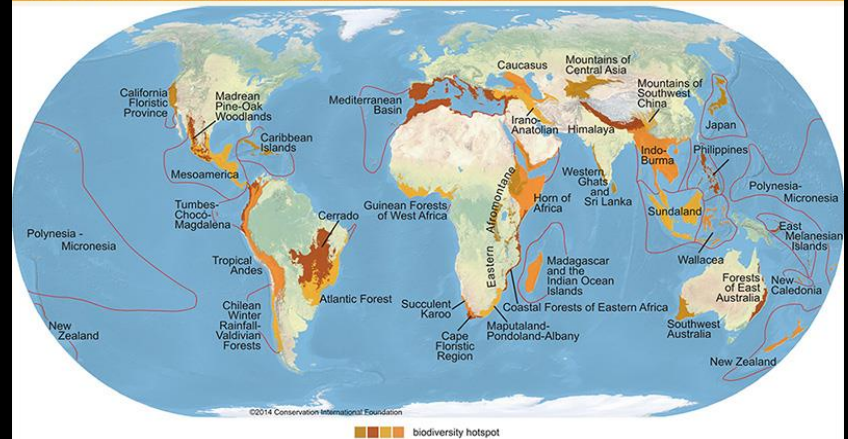 California
Floristic
Province
Madrean
Pine-Oak
Woodlands
Caribbean
Islands
Mesoamerica
Tumbes-
Chocó-
Magdalena
Polynesia -
Micronesia
Tropical
Andes
Cerrado
Atlantic Forest
Chilean
Winter
Rainfall-
Valdivian
Forests
New
Zealand
Mediterranean
Basin
Caucasus
Mountains of
Central Asia
Mountains of
Southwest
China
Irano-
Anatolian
Himalaya
Japan
Indo-
Burma
Philippines
Guinean Forests
of West Africa
Eastern Afromontane
Horn of
Africa
Western
Ghats
and
Sri Lanka
Sundaland
Polynesia-
Micronesia
East
Melanesian
Islands
Wallacea
Madagascar
and the
Indian Ocean
Islands
Succulent
Karoo
Coastal Forests of Eastern Africa
Cape
Floristic
Region
Maputaland-
Pondoland-Albany
Forests
of East
Australia
New
Caledonia
Southwest
Australia
New Zealand
©2014 Conservation International Foundation
biodiversity hotspot